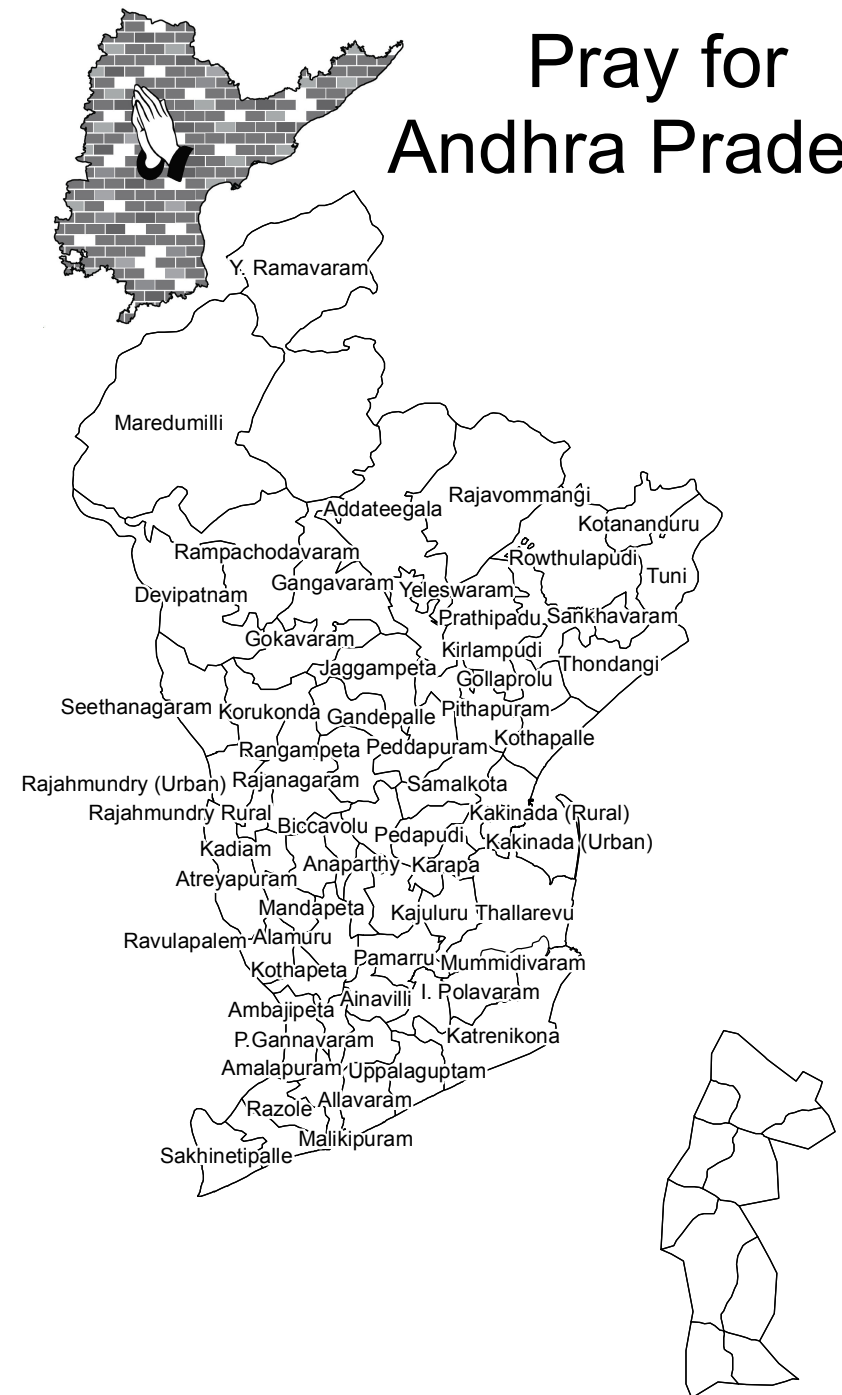 Pray for
Andhra Prade
Y. Ramavaram
Maredumilli
Rajavommangi
Addateegala
Kotananduru
Rampachodavaram
Rowthulapudi
Tuni
Gangavaram
Yeleswaram
Devipatnam
Prathipadu
Sankhavaram
Gokavaram
Kirlampudi
Jaggampeta
Thondangi
Gollaprolu
Seethanagaram
Korukonda
Gandepalle
Pithapuram
Rangampeta
Peddapuram
Kothapalle
Rajahmundry (Urban)
Rajanagaram
Samalkota
Rajahmundry Rural
Kakinada (Rural)
Biccavolu
Pedapudi
Kakinada (Urban)
Kadiam
Anaparthy
Karapa
Atreyapuram
Mandapeta
Kajuluru
Thallarevu
Ravulapalem
Alamuru
Pamarru
Mummidivaram
Kothapeta
Ainavilli
I. Polavaram
Ambajipeta
Katrenikona
P.Gannavaram
Amalapuram
Uppalaguptam
Razole
Allavaram
Malikipuram
Sakhinetipalle